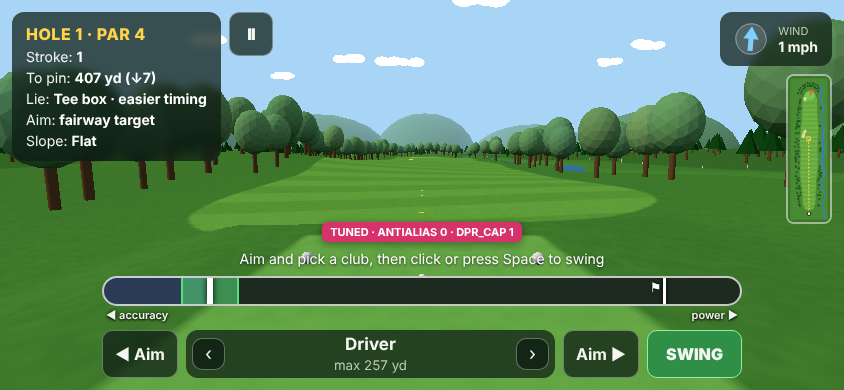 HOLE 1 · PAR 4
Stroke: 1
To pin: 407 yd (↓7)
Lie: Tee box · easier timing
Aim: fairway target
Slope: Flat
WIND
1 mph
TUNED · ANTIALIAS 0 · DPR_CAP 1
Aim and pick a club, then click or press Space to swing
◀ accuracy
power ▶
◀ Aim
‹
Driver
max 257 yd
›
Aim ▶
SWING